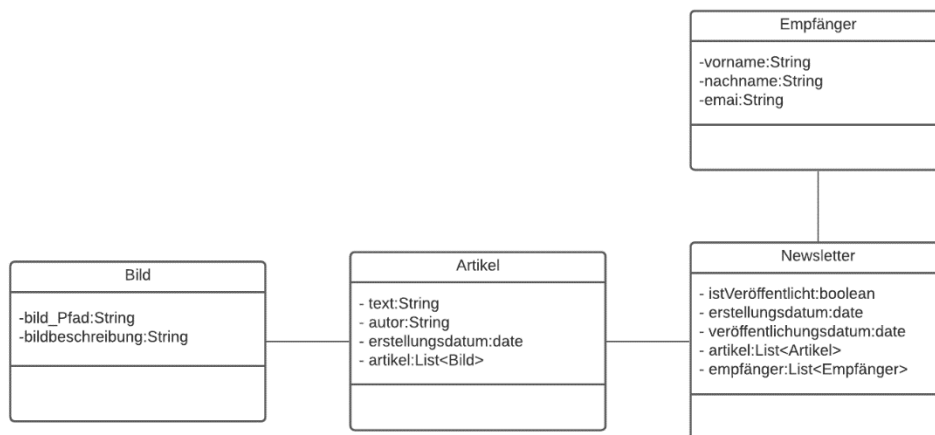 Empfänger
-vorname:String
-nachname:String
-emai:String
Bild
-bild_Pfad:String
-bildbeschreibung:String
Artikel
- text:String
- autor:String
- erstellungsdatum:date
- artikel:List<Bild>
Newsletter
- istVeröffentlicht:boolean
- erstellungsdatum:date
- veröffentlichungsdatum:date
- artikel:List<Artikel>
- empfänger:List<Empfänger>